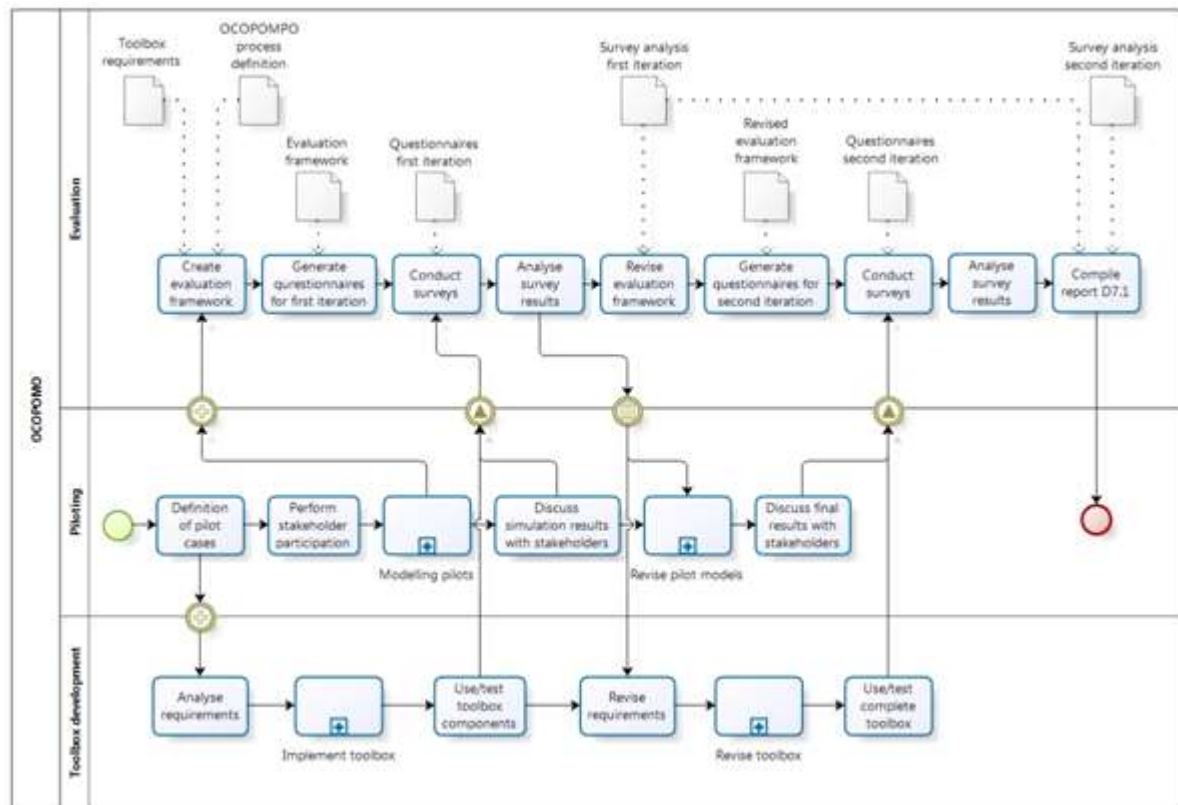 OCOPOMO
Evaluation
Toolbox
requirements
OCOPOMPO
process
definition
Evaluation
framework
Questionnaires
first iteration
Survey analysis
first iteration
Revised
evaluation
framework
Questionnaires
second iteration
Survey analysis
second iteration
Create
evaluation
framework
Generate
qurestionnaires
for first iteration
Conduct
surveys
Analyse
survey
results
Revise
evaluation
framework
Generate
questionnaires for
second iteration
Conduct
surveys
Analyse
survey
results
Compile
report D7.1
Piloting
Definition
of pilot
cases
Perform
stakeholder
participation
Modelling pilots
Discuss
simulation results
with stakeholders
Revise pilot models
Discuss final
results with
stakeholders
Toolbox development
Analyse
requirements
Implement toolbox
Use/test
toolbox
components
Revise
requirements
Revise toolbox
Use/test
complete
toolbox